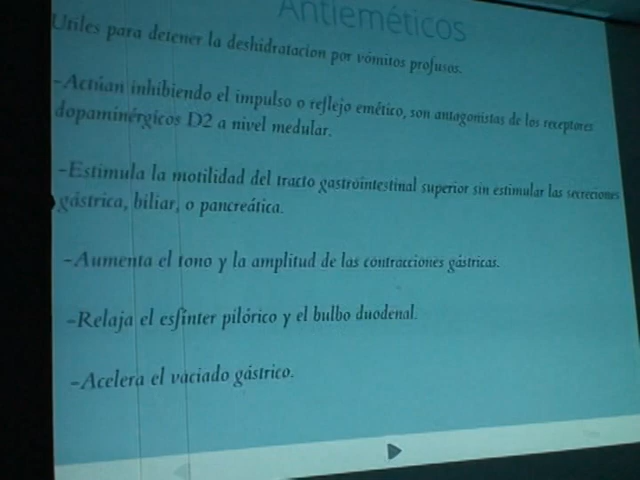 Antieméticos
Utiles para detener la deshidratacion por vómitos profusos.
-Actúan inhibiendo el impulso o reflejo emético, son antagonistas de los receptores
dopaminérgicos D2 a nivel medular.
-Estimula la motilidad del tracto gastrointestinal superior sin estimular las secreciones
gástrica, biliar, o pancreática.
-Aumenta el tono y la amplitud de las contracciones gástricas.
-Relaja el esfínter pilórico y el bulbo duodenal.
-Acelera el vaciado gástrico.